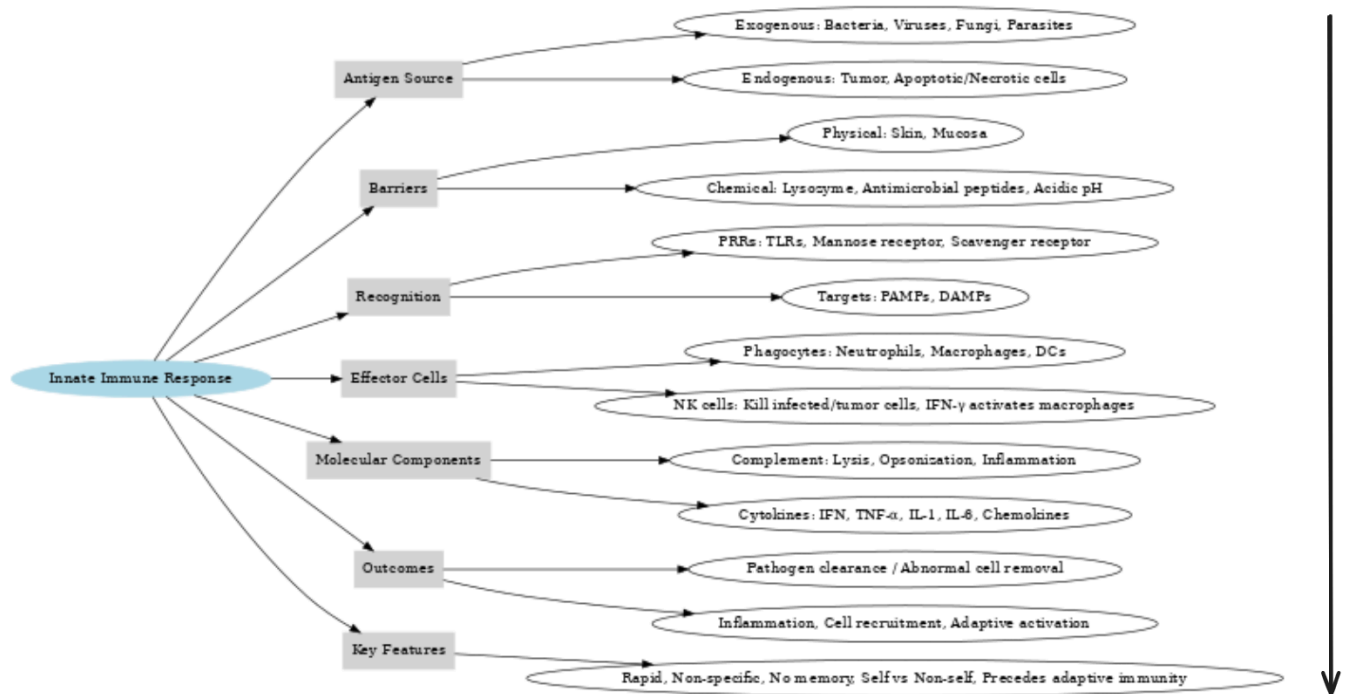 Exogenous: Bacteria, Viruses, Fungi, Parasites
Antigen Source
Endogenous: Tumor, Apoptotic/Necrotic cells
Physical: Skin, Mucosa
Barriers
Chemical: Lysozyme, Antimicrobial peptides, Acidic pH
PRRs: TLRs, Mannose receptor, Scavenger receptor
Recognition
Targets: PAMPs, DAMPs
Phagocytes: Neutrophils, Macrophages, DCs
Innate Immune Response
Effector Cells
NK cells: Kill infected/tumor cells, IFN-γ activates macrophages
Molecular Components
Complement: Lysis, Opsonization, Inflammation
Cytokines: IFN, TNF-α, IL-1, IL-6, Chemokines
Outcomes
Pathogen clearance / Abnormal cell removal
Inflammation, Cell recruitment, Adaptive activation
Key Features
Rapid, Non-specific, No memory, Self vs Non-self, Precedes adaptive immunity